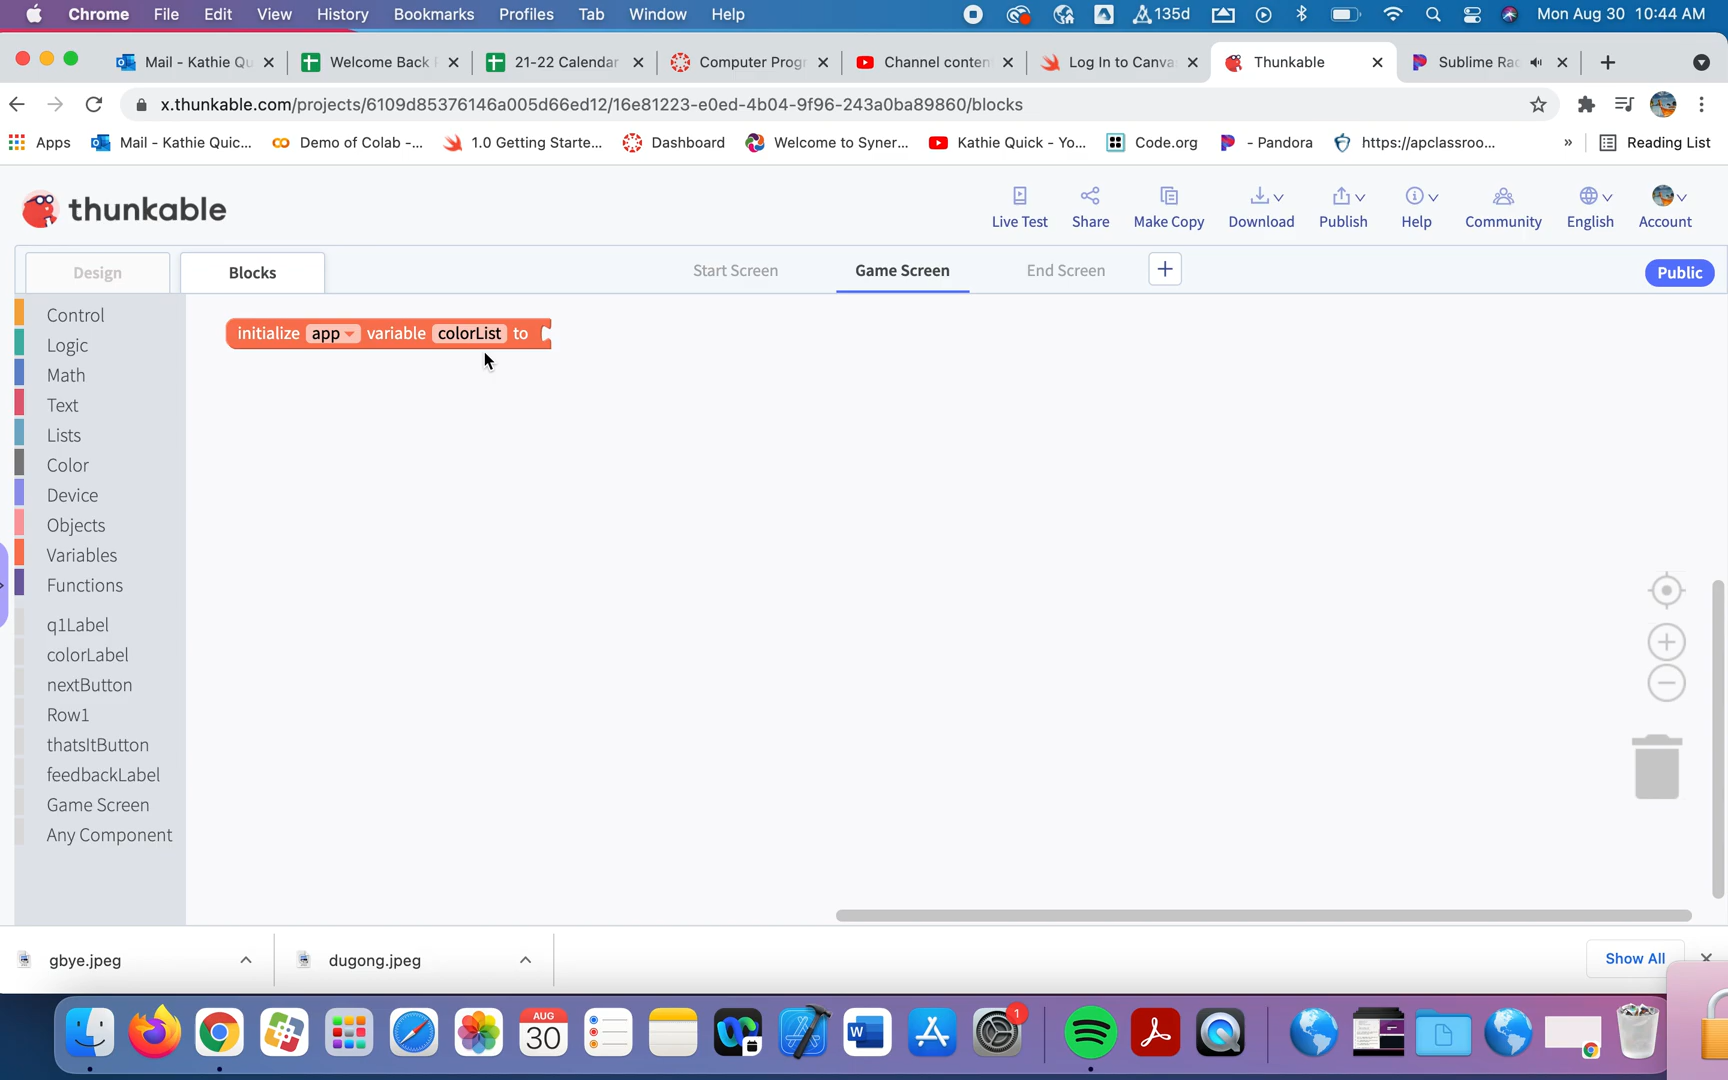 Chrome File Edit View History Bookmarks Profiles Tab Window Help 135d Mon Aug 30 10:44 AM
Mail - Kathie Qu Welcome Back 21-22 Calendar Computer Prog Channel conten Log In to Canva Thunkable Sublime Ra
x.thunkable.com/projects/6109d85376146a005d66ed12/16e81223-e0ed-4b04-9f96-243a0ba89860/blocks
Apps Mail - Kathie Quic... Demo of Colab -... 1.0 Getting Starte... Dashboard Welcome to Syner... Kathie Quick - Yo... Code.org - Pandora https://apclassroo... » Reading List
thunkable
Live Test Share Make Copy Download Publish Help Community English Account
Design Blocks Start Screen Game Screen End Screen + Public
Control
initialize app variable colorList to
Logic
Math
Text
Lists
Color
Device
Objects
Variables
Functions
q1Label
colorLabel
nextButton
Row1
thatsItButton
feedbackLabel
Game Screen
Any Component
gbye.jpeg dugong.jpeg Show All
AUG
30
1